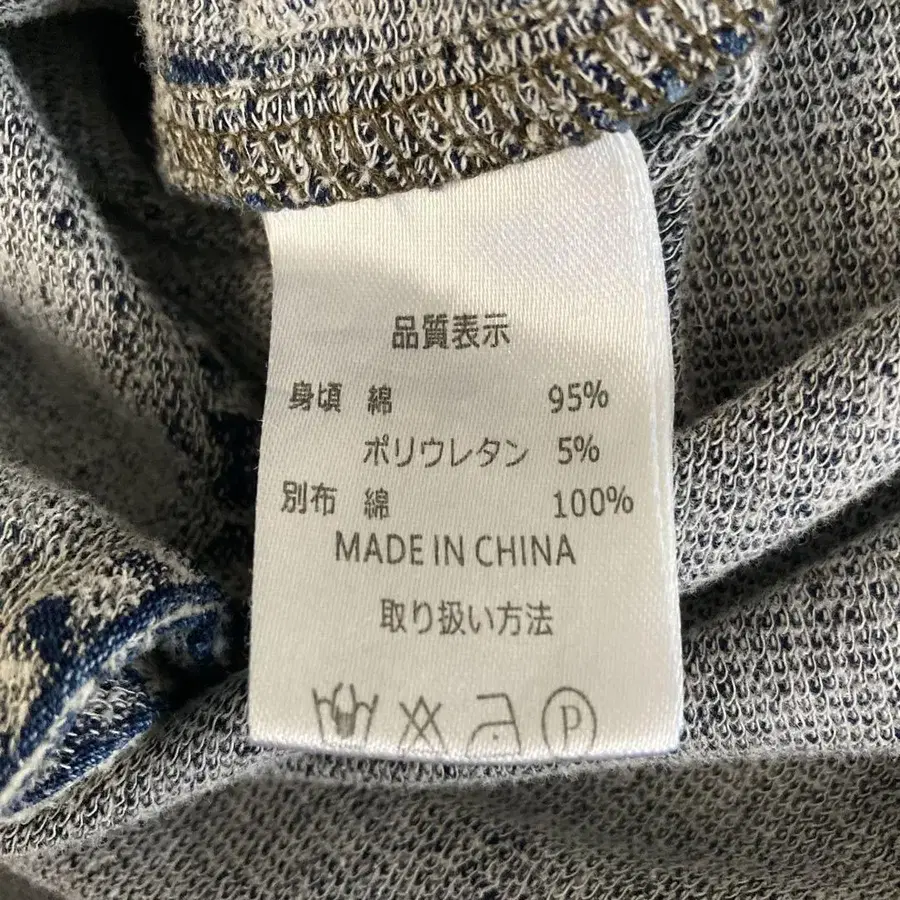 品質表示
身頃 綿 95%
ポリウレタン 5%
別布 綿 100%
MADE IN CHINA
取り扱い方法
P